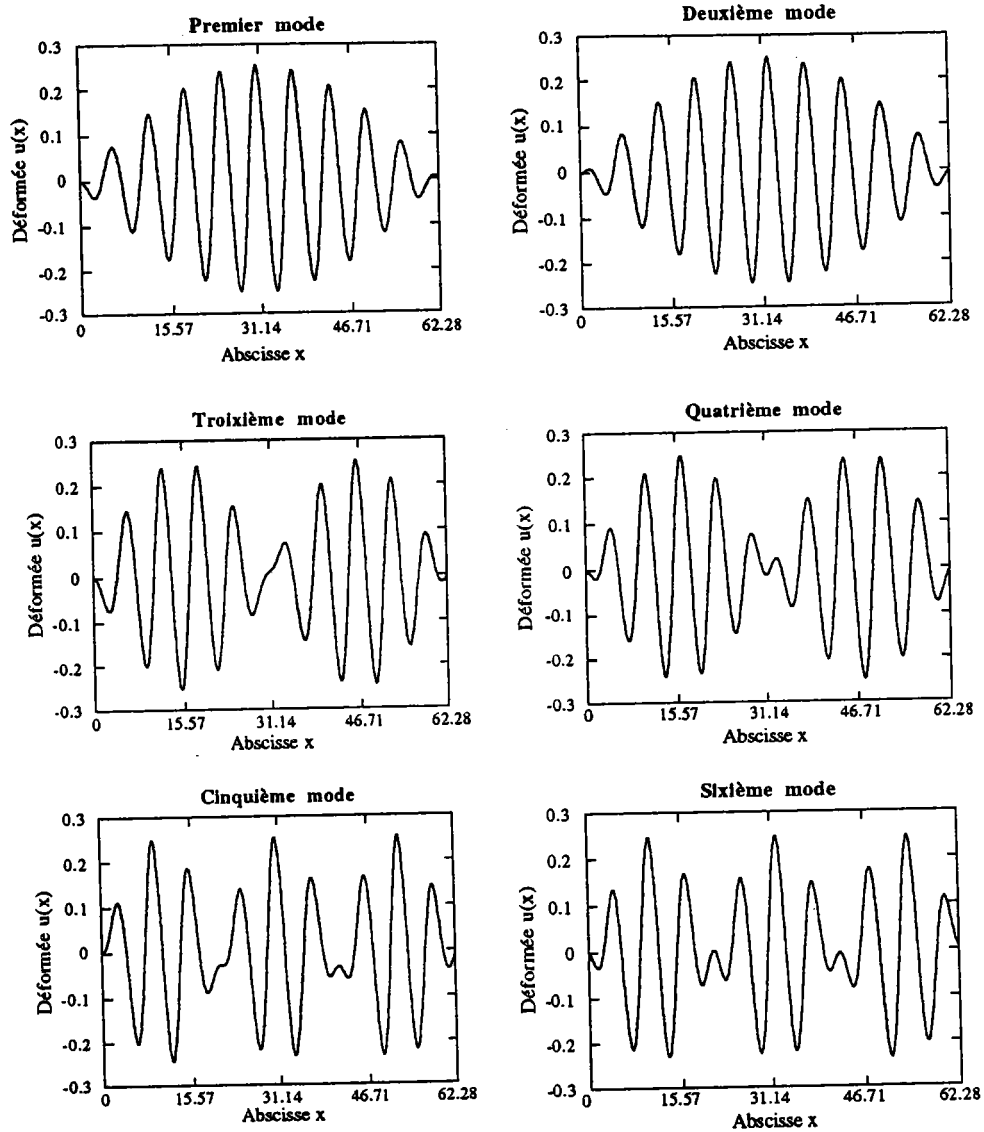 Premier mode
Déformée u(x)
0.3
0.2
0.1
0
-0.1
-0.2
-0.3
0 15.57 31.14 46.71 62.28
Abscisse x
Deuxième mode
Déformée u(x)
0.3
0.2
0.1
0
-0.1
-0.2
-0.3
0 15.57 31.14 46.71 62.28
Abscisse x
Troixième mode
Déformée u(x)
0.3
0.2
0.1
0
-0.1
-0.2
-0.3
0 15.57 31.14 46.71 62.28
Abscisse x
Quatrième mode
Déformée u(x)
0.3
0.2
0.1
0
-0.1
-0.2
-0.3
0 15.57 31.14 46.71 62.28
Abscisse x
Cinquième mode
Déformée u(x)
0.3
0.2
0.1
0
-0.1
-0.2
-0.3
0 15.57 31.14 46.71 62.28
Abscisse x
Sixième mode
Déformée u(x)
0.3
0.2
0.1
0
-0.1
-0.2
-0.3
0 15.57 31.14 46.71 62.28
Abscisse x